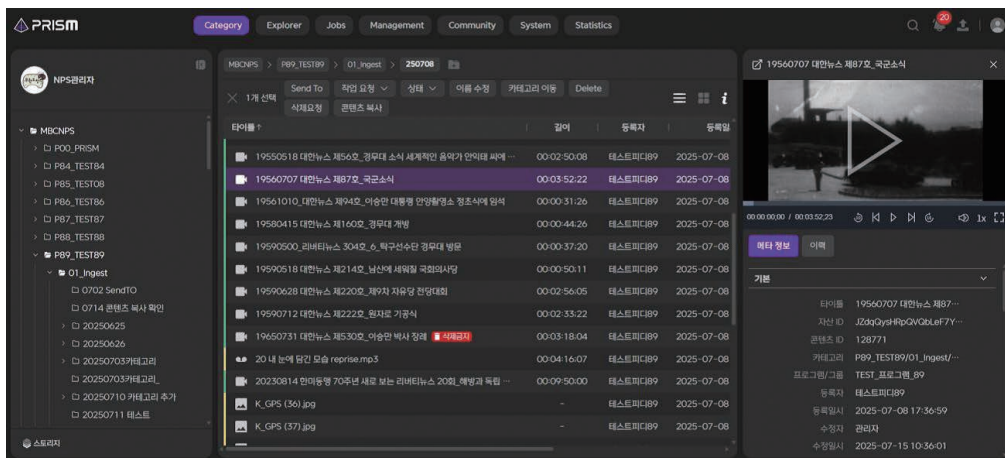 PRISM
Category Explorer Jobs Management Community System Statistics
20
NPS관리자
MBCNPS
P00_PRISM
P84_TEST84
P85_TEST08
P86_TEST86
P87_TEST87
P88_TEST88
P89_TEST89
01_Ingest
0702 SendTO
0714 콘텐츠 복사 확인
20250625
20250626
20250703카테고리
20250703카테고리_
20250710 카테고리 추가
20250711 테스트
스토리지
MBCNPS > P89_TEST89 > 01_Ingest > 250708
1개 선택 Send To 작업 요청 상태 이름 수정 카테고리 이동 Delete
삭제요청 콘텐츠 복사
타이틀↑ 길이 등록자 등록일
19550518 대한뉴스 제56호_경무대 소식 세계적인 음악가 안익태 씨에 ··· 00:02:50:08 테스트피디89 2025-07-08
19560707 대한뉴스 제87호_국군소식 00:03:52:22 테스트피디89 2025-07-08
19561010_대한뉴스 제94호_이승만 대통령 안양촬영소 정초식에 임석 00:00:31:26 테스트피디89 2025-07-08
19580415 대한뉴스 제160호_경무대 개방 00:00:44:26 테스트피디89 2025-07-08
19590500_리버티뉴스 304호_6_탁구선수단 경무대 방문 00:00:37:20 테스트피디89 2025-07-08
19590518 대한뉴스 제214호_남산에 세워질 국회의사당 00:00:50:11 테스트피디89 2025-07-08
19590628 대한뉴스 제220호_제9차 자유당 전당대회 00:02:56:05 테스트피디89 2025-07-08
19590712 대한뉴스 제222호_원자로 기공식 00:02:33:22 테스트피디89 2025-07-08
19650731 대한뉴스 제530호_이승만 박사 장례 삭제금지 00:03:18:04 테스트피디89 2025-07-08
20 내 눈에 담긴 모습 reprise.mp3 00:04:16:07 테스트피디89 2025-07-08
20230814 한미동맹 70주년 새로 보는 리버티뉴스 20회_해방과 독립 ··· 00:09:50:00 테스트피디89 2025-07-08
K_GPS (36).jpg - 테스트피디89 2025-07-08
K_GPS (37).jpg - 테스트피디89 2025-07-08
19560707 대한뉴스 제87호_국군소식
00:00:00;00 / 00:03:52;23 1x
메타 정보 이력
기본
타이틀 19560707 대한뉴스 제87···
자산 ID JZdqQysHRpQVQbLeF7Y···
콘텐츠 ID 128771
카테고리 P89_TEST89/01_Ingest/···
프로그램/그룹 TEST_프로그램_89
등록자 테스트피디89
등록일시 2025-07-08 17:36:59
수정자 관리자
수정일시 2025-07-15 10:36:01